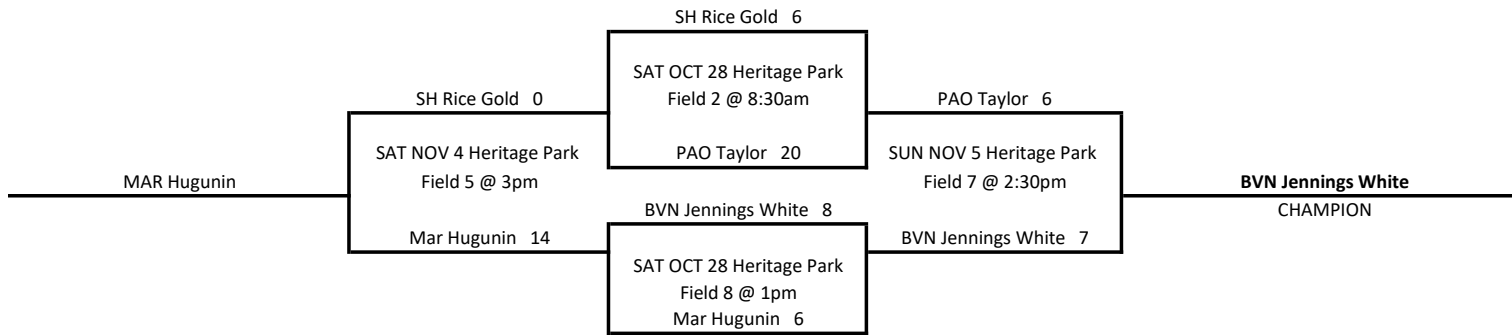 SH Rice Gold 6
SAT OCT 28 Heritage Park
Field 2 @ 8:30am
SH Rice Gold 0
PAO Taylor 6
SAT NOV 4 Heritage Park
Field 5 @ 3pm
PAO Taylor 20
SUN NOV 5 Heritage Park
Field 7 @ 2:30pm
MAR Hugunin
BVN Jennings White
CHAMPION
BVN Jennings White 8
Mar Hugunin 14
BVN Jennings White 7
SAT OCT 28 Heritage Park
Field 8 @ 1pm
Mar Hugunin 6